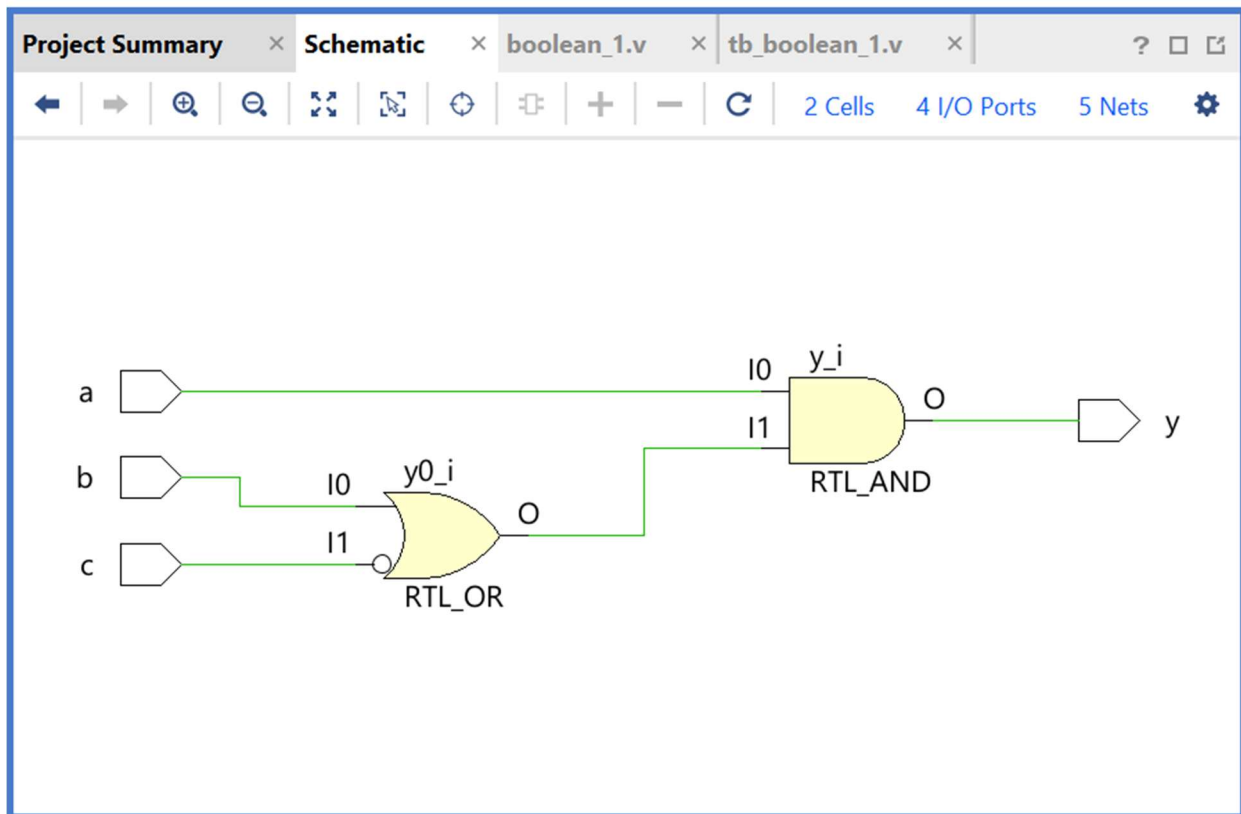 Project Summary × Schematic × boolean_1.v × tb_boolean_1.v × ?
2 Cells 4 I/O Ports 5 Nets
y_i
I0
a
O
I1
y
y0_i
b
I0
RTL_AND
O
I1
c
RTL_OR